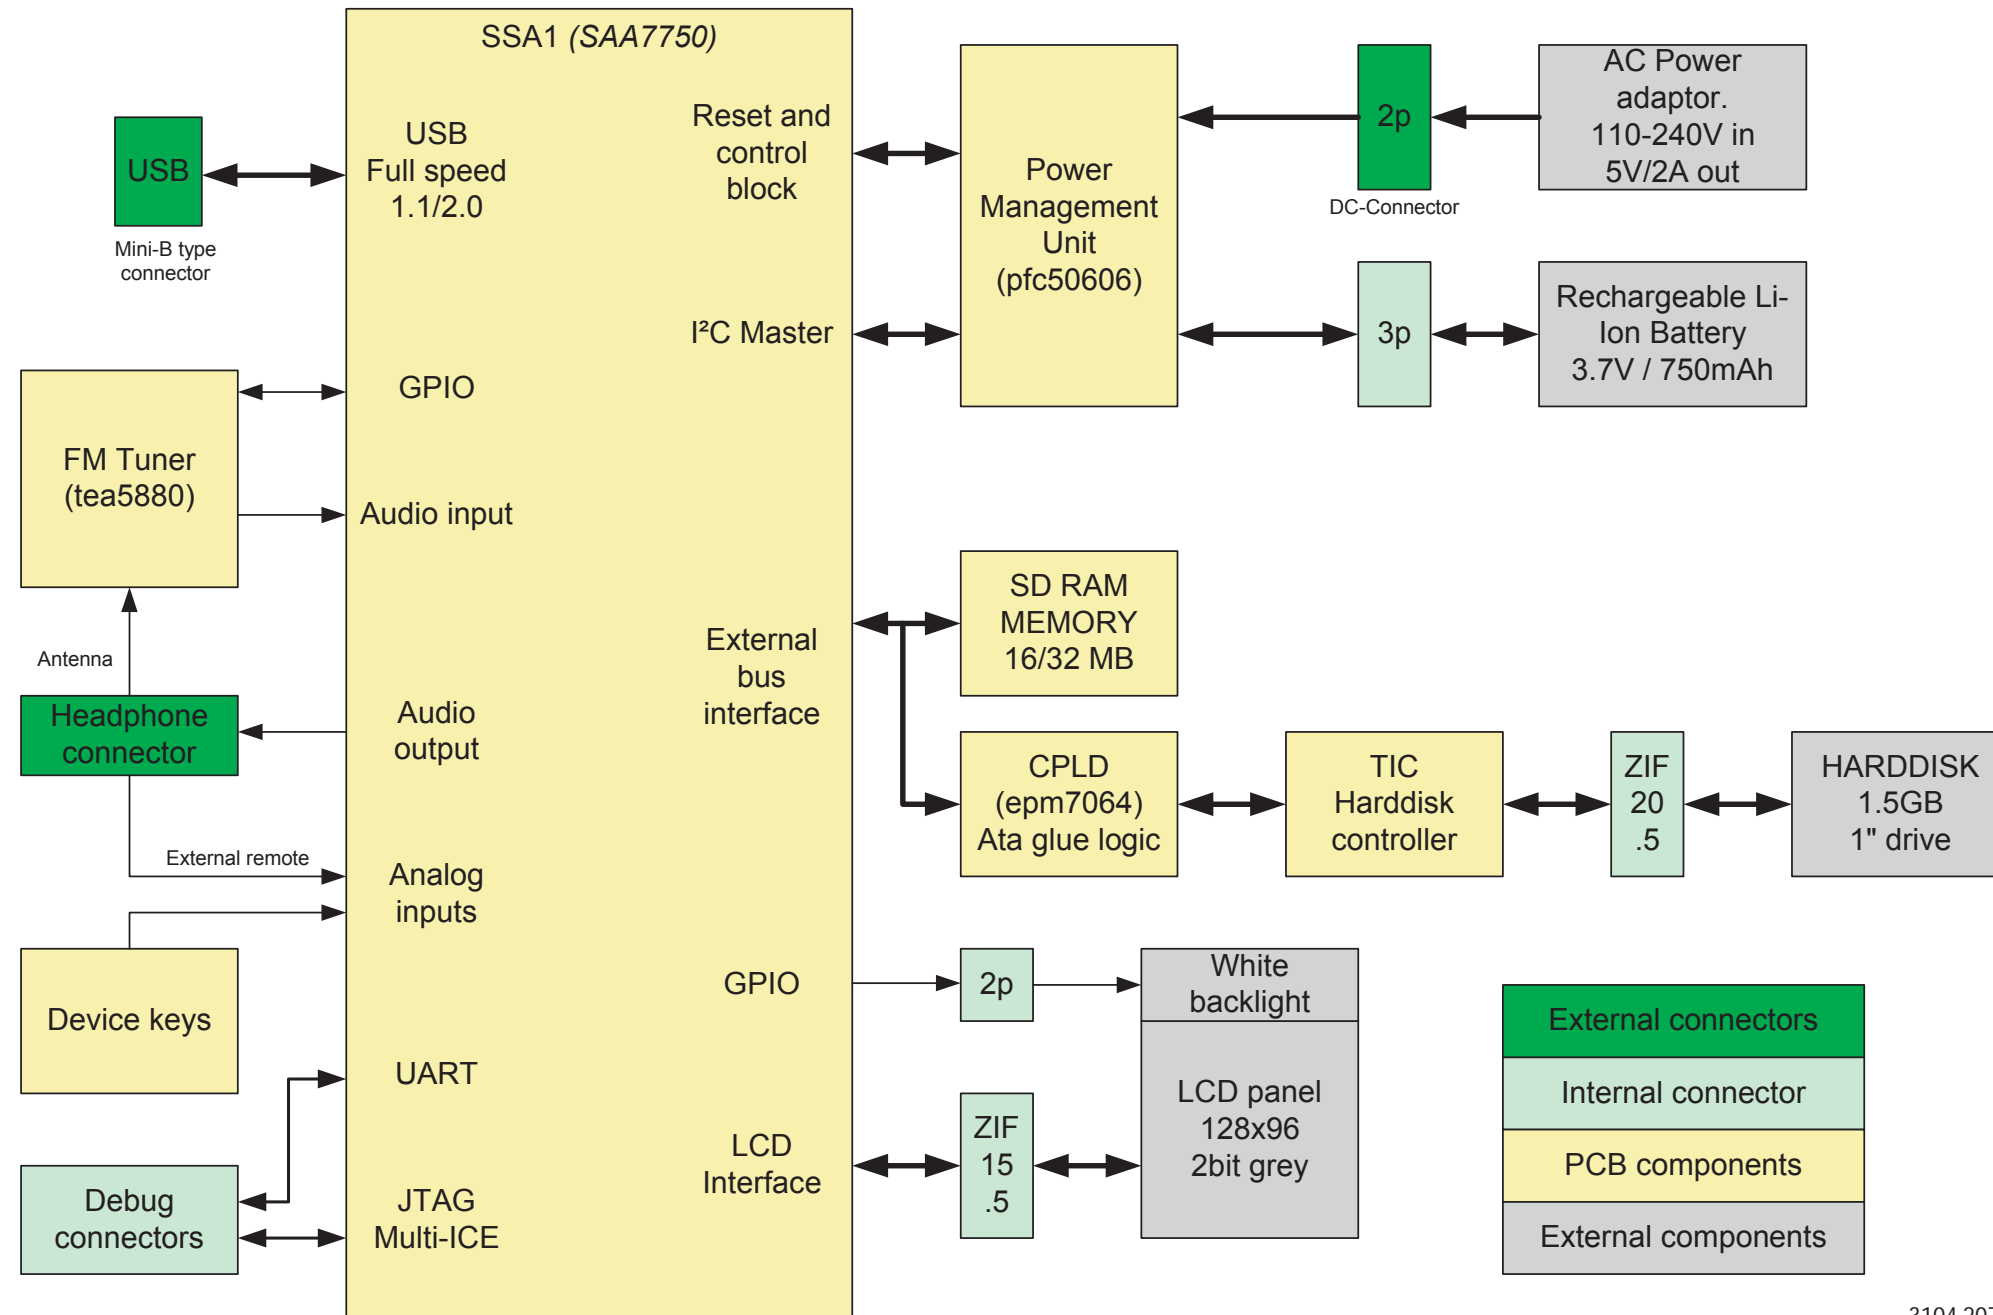 SSA1 (SAA7750)
USB
Mini-B type
connector
USB
Full speed
1.1/2.0
Reset and
control
block
Power
Management
Unit
(pfc50606)
2p
DC-Connector
AC Power
adaptor.
110-240V in
5V/2A out
I²C Master
3p
Rechargeable Li-
Ion Battery
3.7V / 750mAh
FM Tuner
(tea5880)
GPIO
Audio input
Antenna
Headphone
connector
Audio
output
External
bus
interface
SD RAM
MEMORY
16/32 MB
CPLD
(epm7064)
Ata glue logic
TIC
Harddisk
controller
ZIF
20
.5
HARDDISK
1.5GB
1" drive
External remote
Analog
inputs
Device keys
GPIO
2p
White
backlight
UART
LCD
Interface
ZIF
15
.5
LCD panel
128x96
2bit grey
Debug
connectors
JTAG
Multi-ICE
External connectors
Internal connector
PCB components
External components